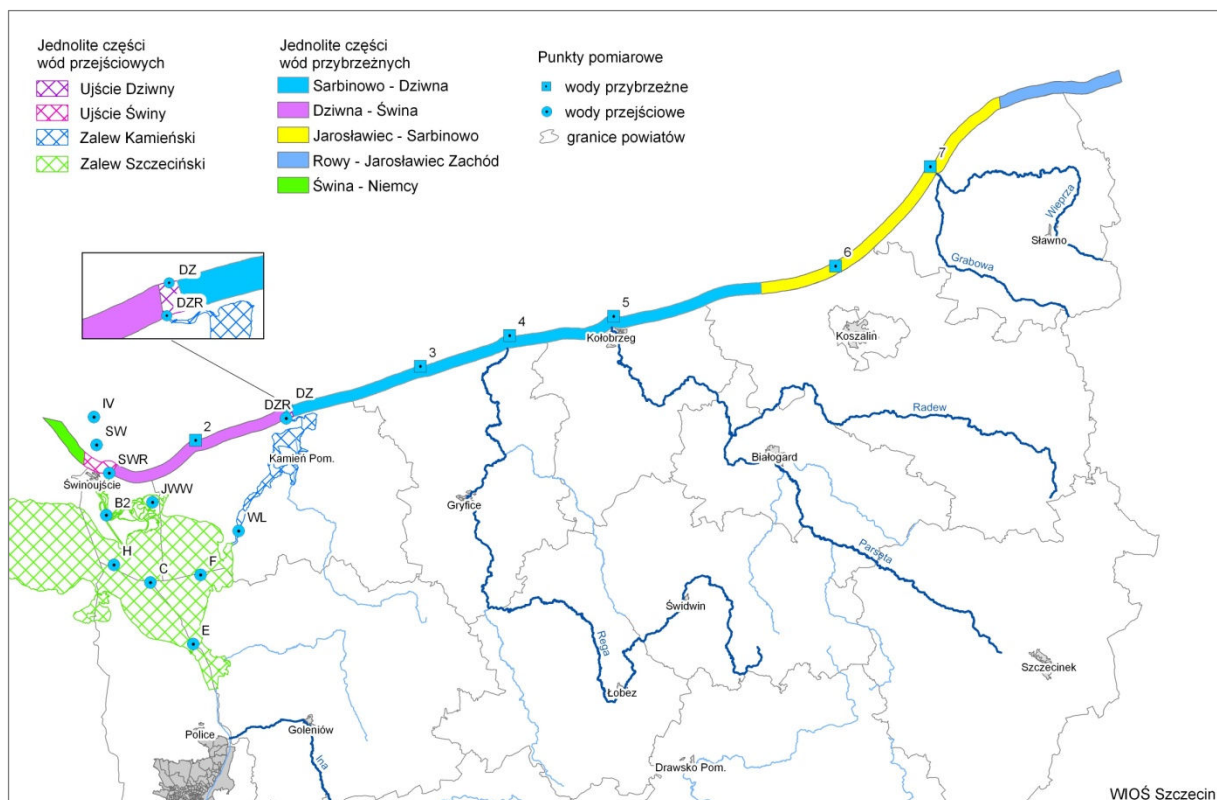 Jednolite części
wód przejściowych
Ujście Dziwny
Ujście Świny
Zalew Kamieński
Zalew Szczeciński
Jednolite części
wód przybrzeżnych
Sarbinowo - Dziwna
Dziwna - Świna
Jarosławiec - Sarbinowo
Rowy - Jarosławiec Zachód
Świna - Niemcy
Punkty pomiarowe
wody przybrzeżne
wody przejściowe
granice powiatów
DZ
DZR
7
Wieprza
Sławno
Grabowa
6
5
4
Kołobrzeg
Koszalin
3
DZ
DZR
IV
SW
2
SWR
Świnoujście
Kamień Pom.
Radew
Białogard
JWW
B2
WL
Gryfice
H
F
C
Parsęta
E
Świdwin
Rega
Łobez
Szczecinek
Police
Goleniów
Ina
Drawsko Pom.
WIOŚ Szczecin